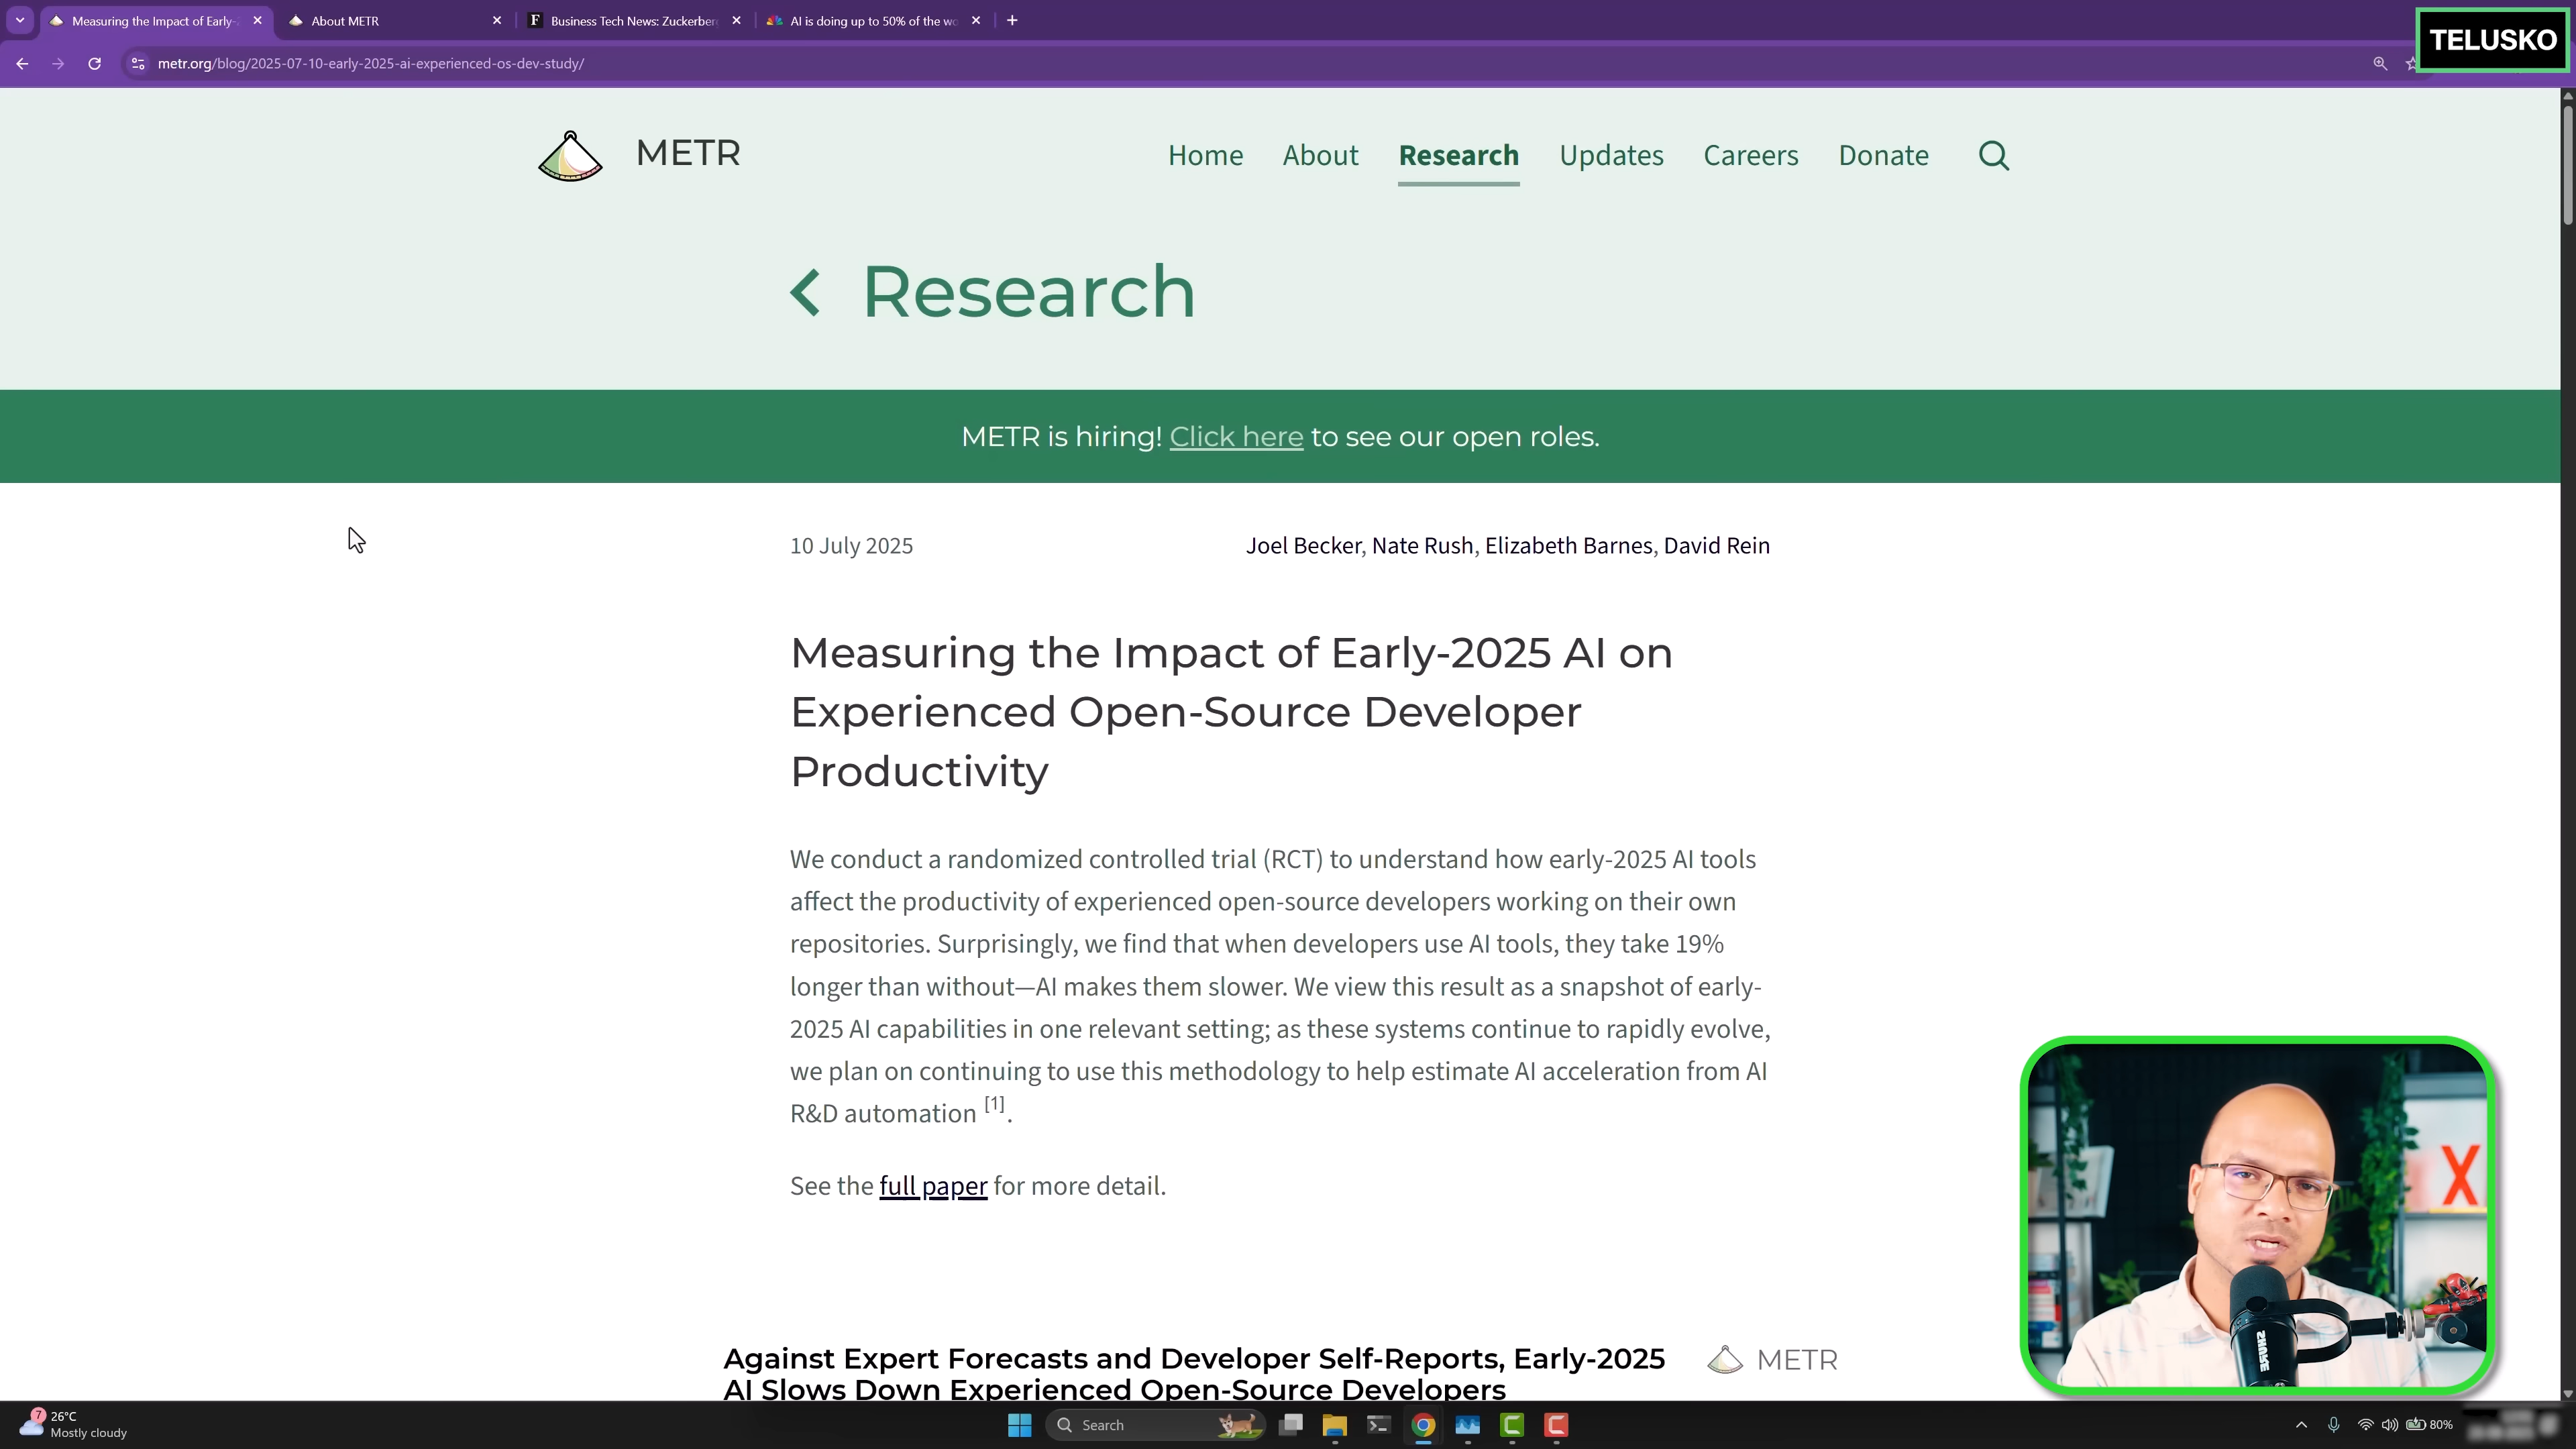 Measuring the Impact of Early-2
About METR
Business Tech News: Zuckerber
AI is doing up to 50% of the wo
TELUSKO
metr.org/blog/2025-07-10-early-2025-ai-experienced-os-dev-study/
METR
Home
About
Research
Updates
Careers
Donate
Research
METR is hiring! Click here to see our open roles.
10 July 2025
Joel Becker, Nate Rush, Elizabeth Barnes, David Rein
Measuring the Impact of Early-2025 AI on
Experienced Open-Source Developer
Productivity
We conduct a randomized controlled trial (RCT) to understand how early-2025 AI tools
affect the productivity of experienced open-source developers working on their own
repositories. Surprisingly, we find that when developers use AI tools, they take 19%
longer than without—AI makes them slower. We view this result as a snapshot of early-
2025 AI capabilities in one relevant setting; as these systems continue to rapidly evolve,
we plan on continuing to use this methodology to help estimate AI acceleration from AI
R&D automation [1].
See the full paper for more detail.
Against Expert Forecasts and Developer Self-Reports, Early-2025
AI Slows Down Experienced Open-Source Developers
METR
X
SHURE
7
26°C
Mostly cloudy
Search
80%